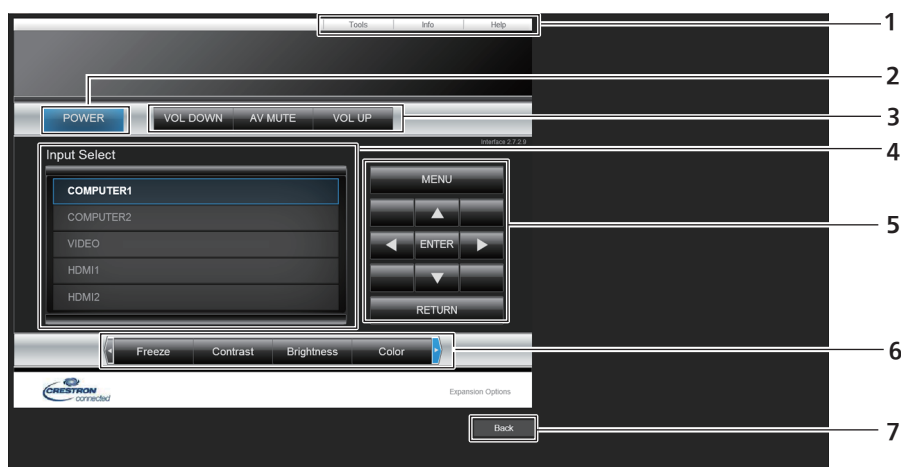 Tools Info Help 1
2
POWER VOL DOWN AV MUTE VOL UP 3
Interface 2.7.2.9
Input Select 4
COMPUTER1
COMPUTER2
VIDEO
HDMI1
HDMI2
MENU
ENTER 5
RETURN
Freeze Contrast Brightness Color 6
CRESTRON
connected
Expansion Options
Back 7